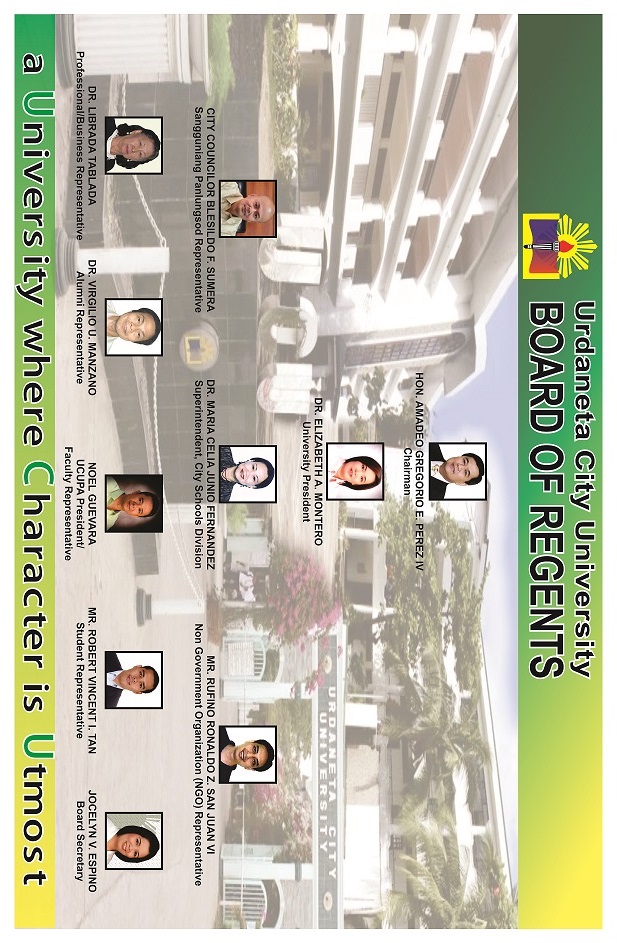 Urdaneta City University
BOARD OF REGENTS
HON. AMADEO GREGORIO E. PEREZ IV
Chairman
DR. ELIZABETH A. MONTERO
University President
CITY COUNCILOR BLESILDO F. SUMERA
Sangguniang Panlungsod Representative
DR. MARIA CELIA JUNIO FERNANDEZ
Superintendent, City Schools Division
MR. RUFINO RONALDO Z. SAN JUAN VI
Non Government Organization (NGO) Representative
URDANETA CITY
UNIVERSITY
DR. LIBRADA TABLADA
Professional/Business Representative
DR. VIRGILIO U. MANZANO
Alumni Representative
NOEL GUEVARA
UCUPA President/
Faculty Representative
MR. ROBERT VINCENT I. TAN
Student Representative
JOCELYN V. ESPINO
Board Secretary
a University where Character is Utmost